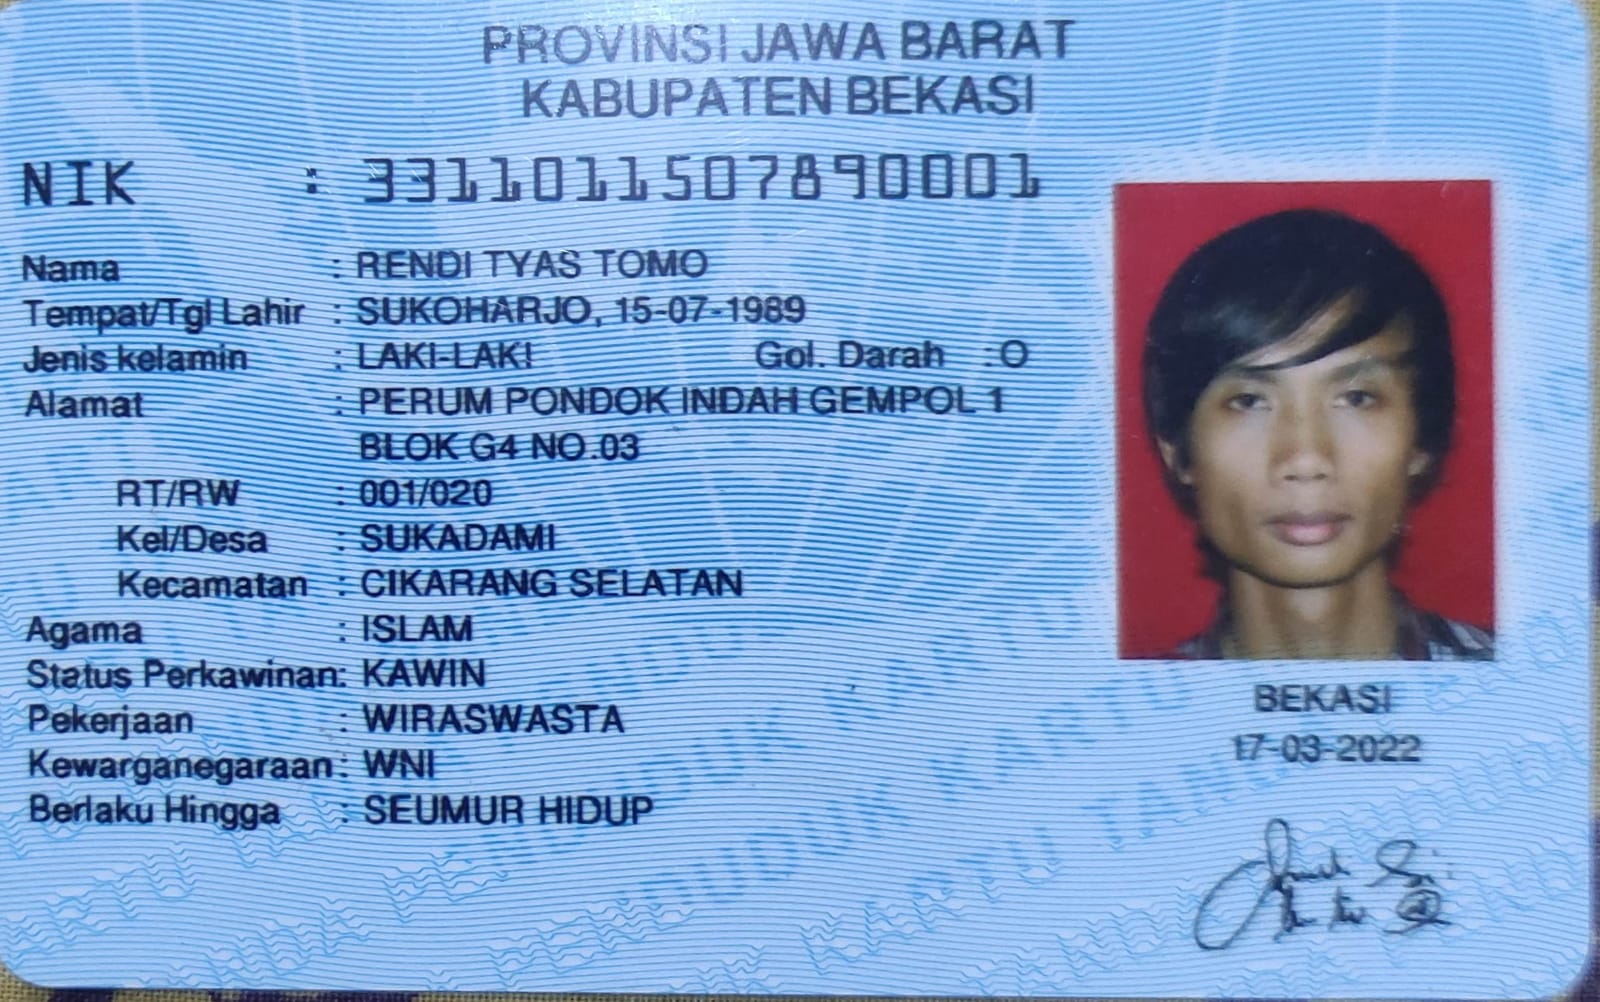 PROVINSI JAWA BARAT
KABUPATEN BEKASI
NIK : 3311011507890001
Nama : RENDI TYAS TOMO
Tempat/Tgl Lahir : SUKOHARJO, 15-07-1989
Jenis kelamin : LAKI-LAKI Gol. Darah : O
Alamat : PERUM PONDOK INDAH GEMPOL 1
BLOK G4 NO.03
RT/RW : 001/020
Kel/Desa : SUKADAMI
Kecamatan : CIKARANG SELATAN
Agama : ISLAM
Status Perkawinan: KAWIN
Pekerjaan : WIRASWASTA
Kewarganegaraan: WNI
Berlaku Hingga : SEUMUR HIDUP
BEKASI
17-03-2022